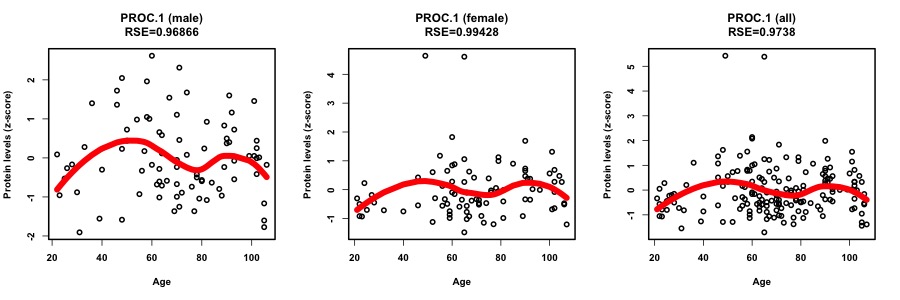 PROC.1 (male)
RSE=0.96866
Protein levels (z-score)
2
1
0
-1
-2
20 40 60 80 100
Age
PROC.1 (female)
RSE=0.99428
Protein levels (z-score)
4
3
2
1
0
-1
20 40 60 80 100
Age
PROC.1 (all)
RSE=0.9738
Protein levels (z-score)
5
4
3
2
1
0
-1
20 40 60 80 100
Age